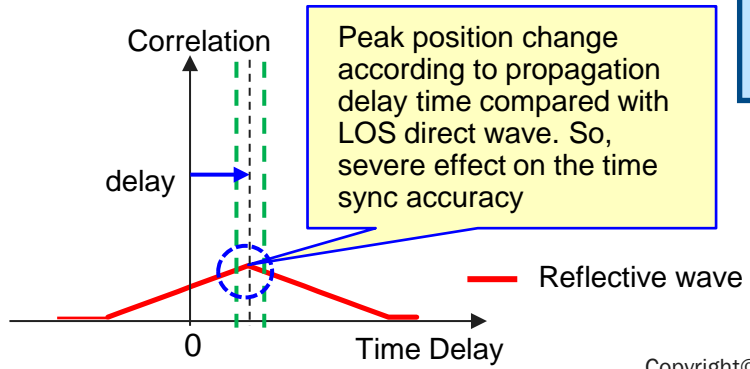 Correlation
Peak position change
according to propagation
delay time compared with
LOS direct wave. So,
severe effect on the time
sync accuracy
delay
Reflective wave
0
Time Delay
Copyright©